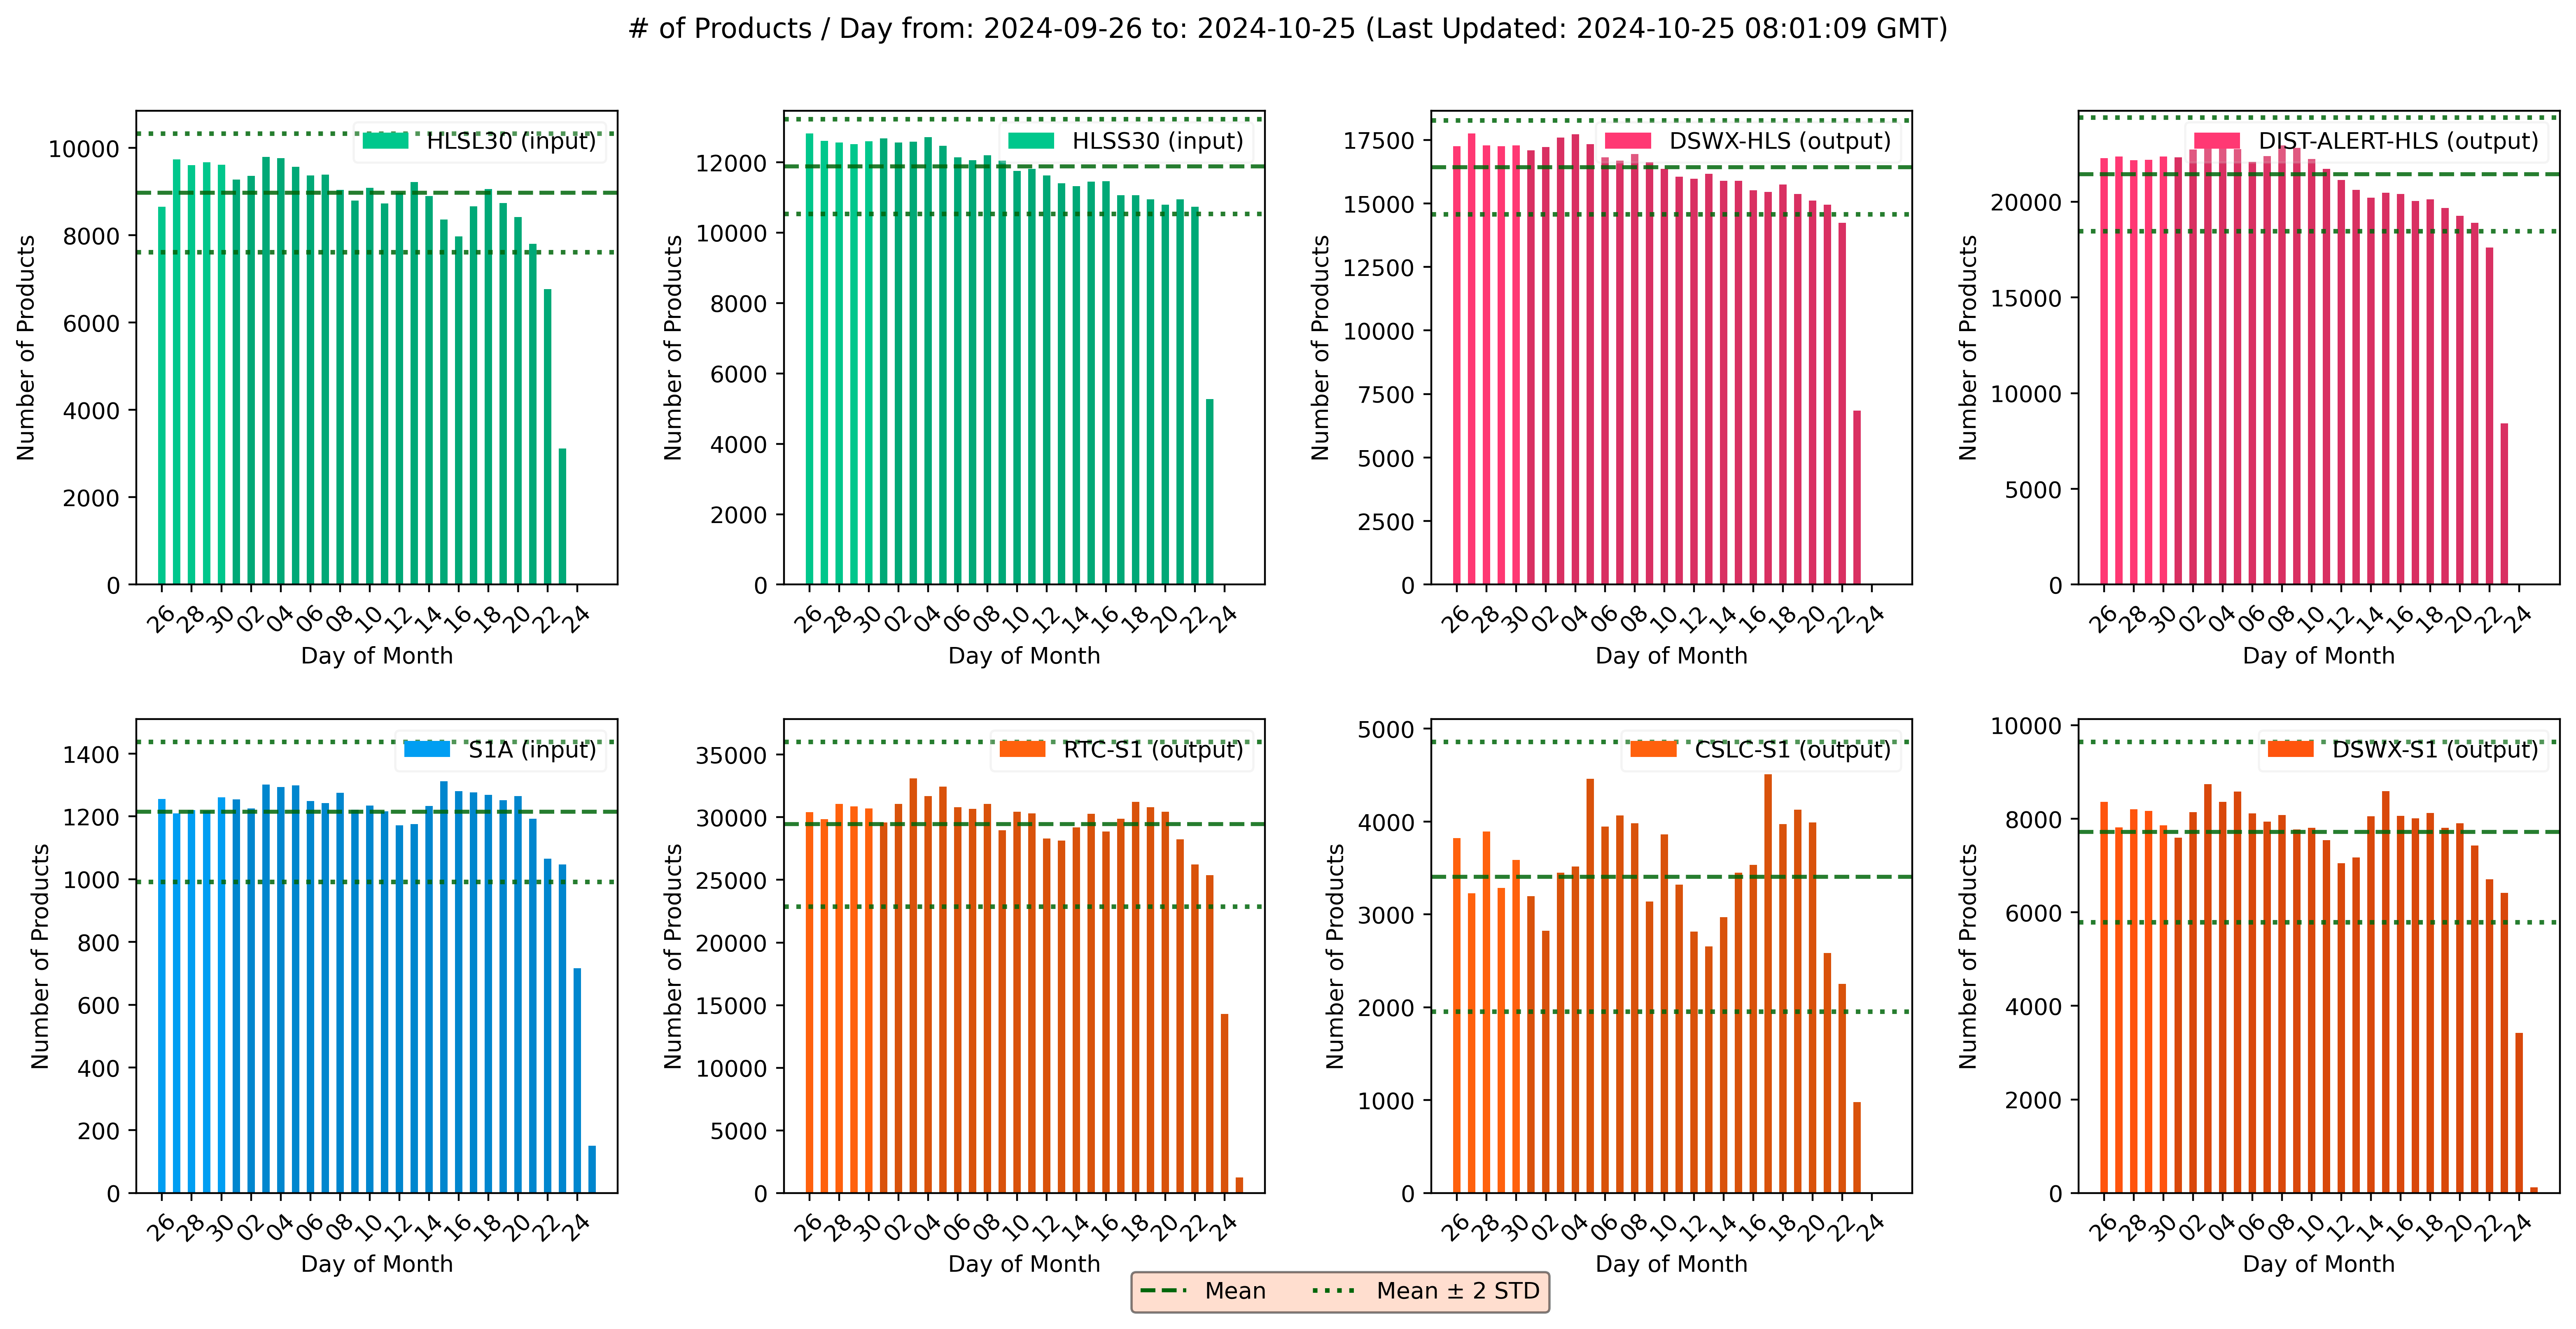 # of Products / Day from: 2024-09-26 to: 2024-10-25 (Last Updated: 2024-10-25 08:01:09 GMT)
HLSL30 (input)
Number of Products
10000
8000
6000
4000
2000
0
26 28 30 02 04 06 08 10 12 14 16 18 20 22 24
Day of Month
HLSS30 (input)
Number of Products
12000
10000
8000
6000
4000
2000
0
26 28 30 02 04 06 08 10 12 14 16 18 20 22 24
Day of Month
DSWX-HLS (output)
Number of Products
17500
15000
12500
10000
7500
5000
2500
0
26 28 30 02 04 06 08 10 12 14 16 18 20 22 24
Day of Month
DIST-ALERT-HLS (output)
Number of Products
20000
15000
10000
5000
0
26 28 30 02 04 06 08 10 12 14 16 18 20 22 24
Day of Month
S1A (input)
Number of Products
1400
1200
1000
800
600
400
200
0
26 28 30 02 04 06 08 10 12 14 16 18 20 22 24
Day of Month
RTC-S1 (output)
Number of Products
35000
30000
25000
20000
15000
10000
5000
0
26 28 30 02 04 06 08 10 12 14 16 18 20 22 24
Day of Month
CSLC-S1 (output)
Number of Products
5000
4000
3000
2000
1000
0
26 28 30 02 04 06 08 10 12 14 16 18 20 22 24
Day of Month
DSWX-S1 (output)
Number of Products
10000
8000
6000
4000
2000
0
26 28 30 02 04 06 08 10 12 14 16 18 20 22 24
Day of Month
Mean
Mean ± 2 STD